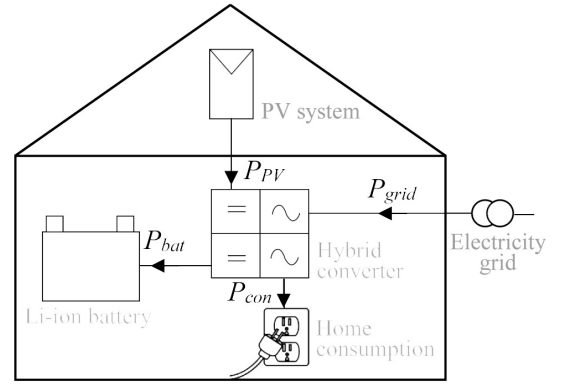 PV system
P_PV
P_grid
P_bat
Hybrid
converter
Electricity
grid
P_con
Li-ion battery
Home
consumption